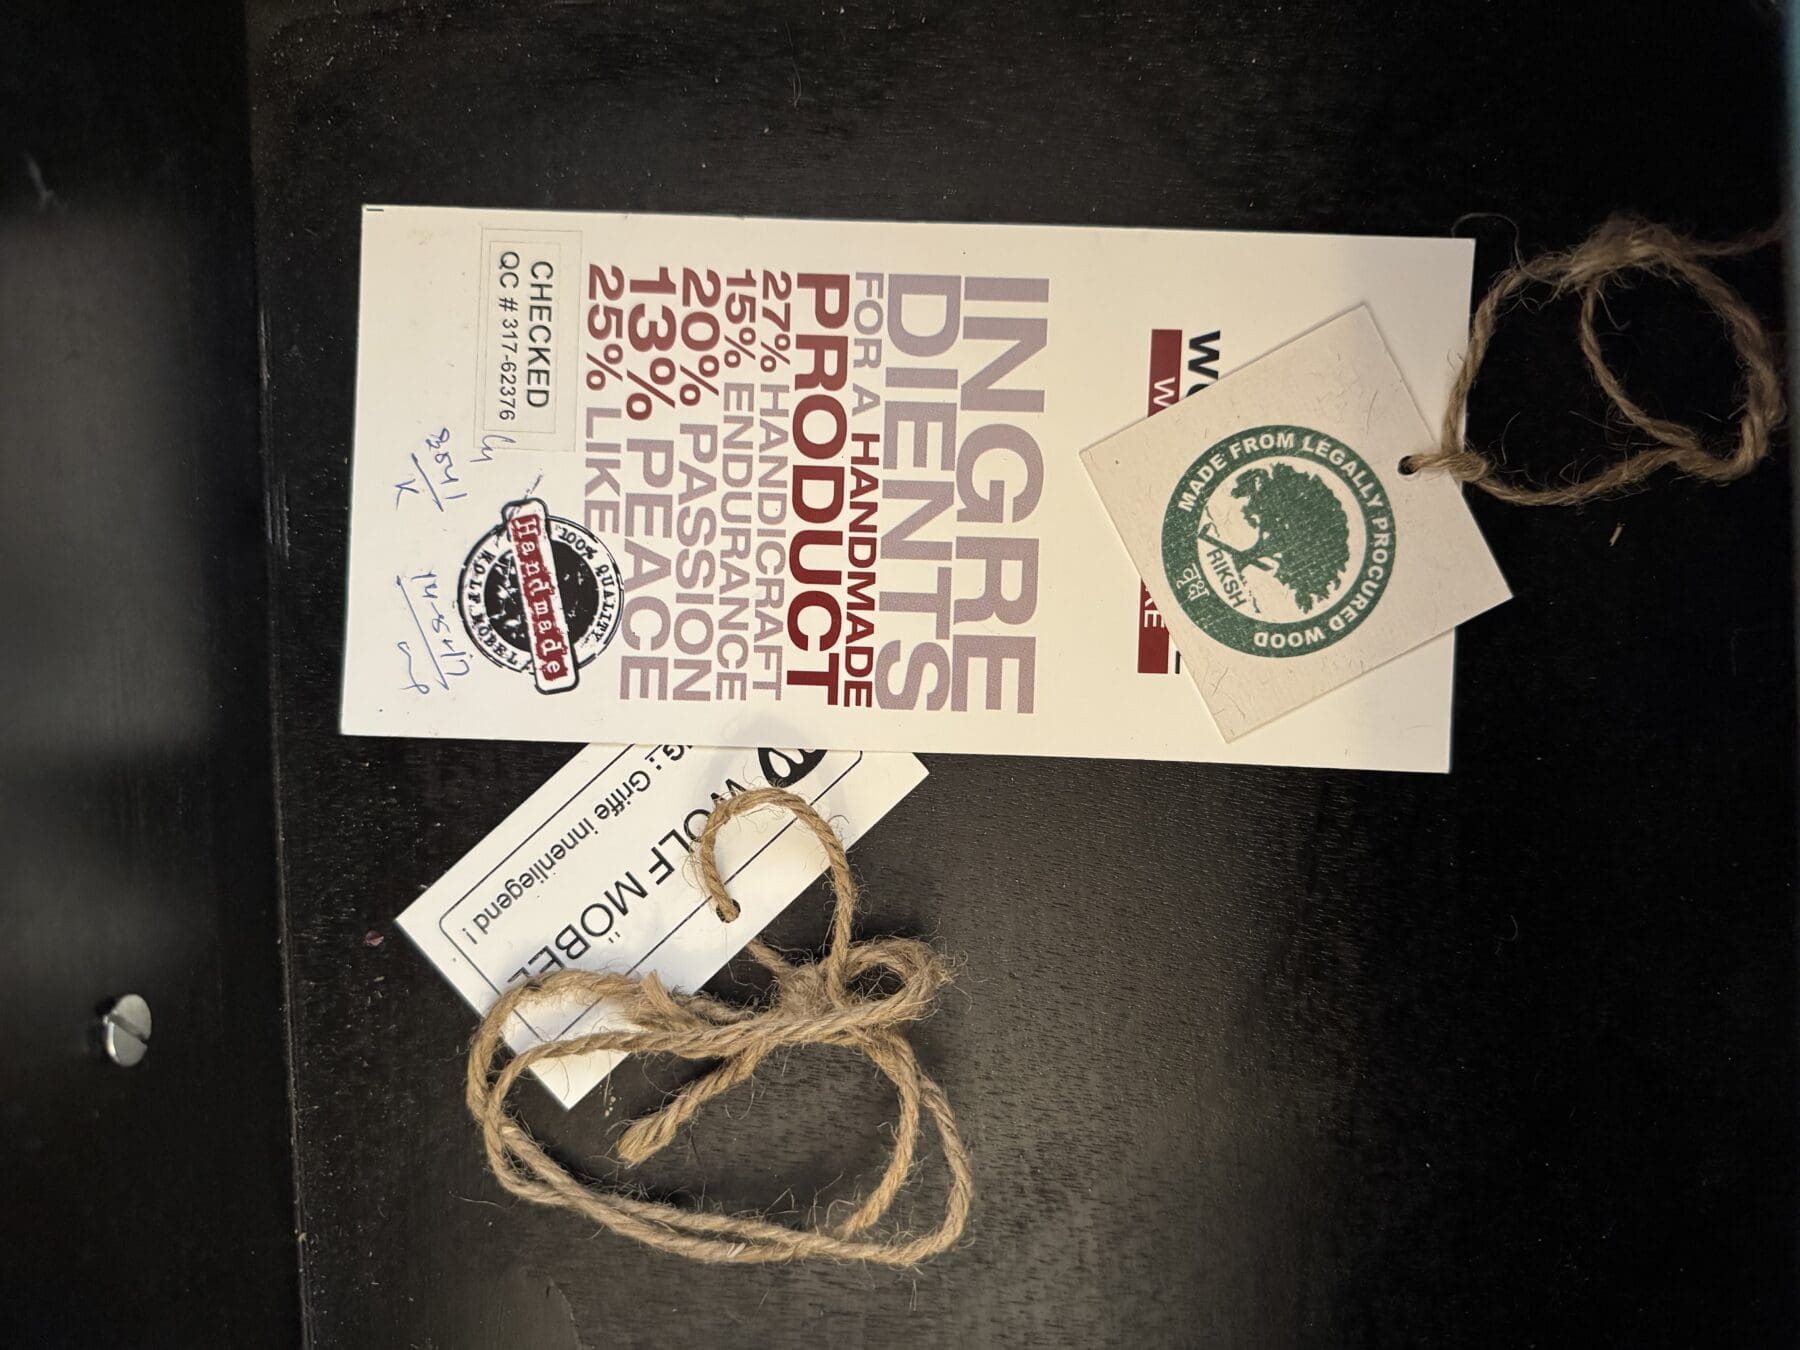 MADE FROM LEGALLY PROCURED WOOD
VRIKSH
वृक्ष
INGRE
DIENTS
FOR A HANDMADE
PRODUCT
27% HANDICRAFT
15% ENDURANCE
20% PASSION
13% PEACE
25% LIKE
CHECKED
QC # 317-62376
100% QUALITY
Handmade
WOLF MÖBEL
WOLF MÖBEL
: Griffe innenliegend !